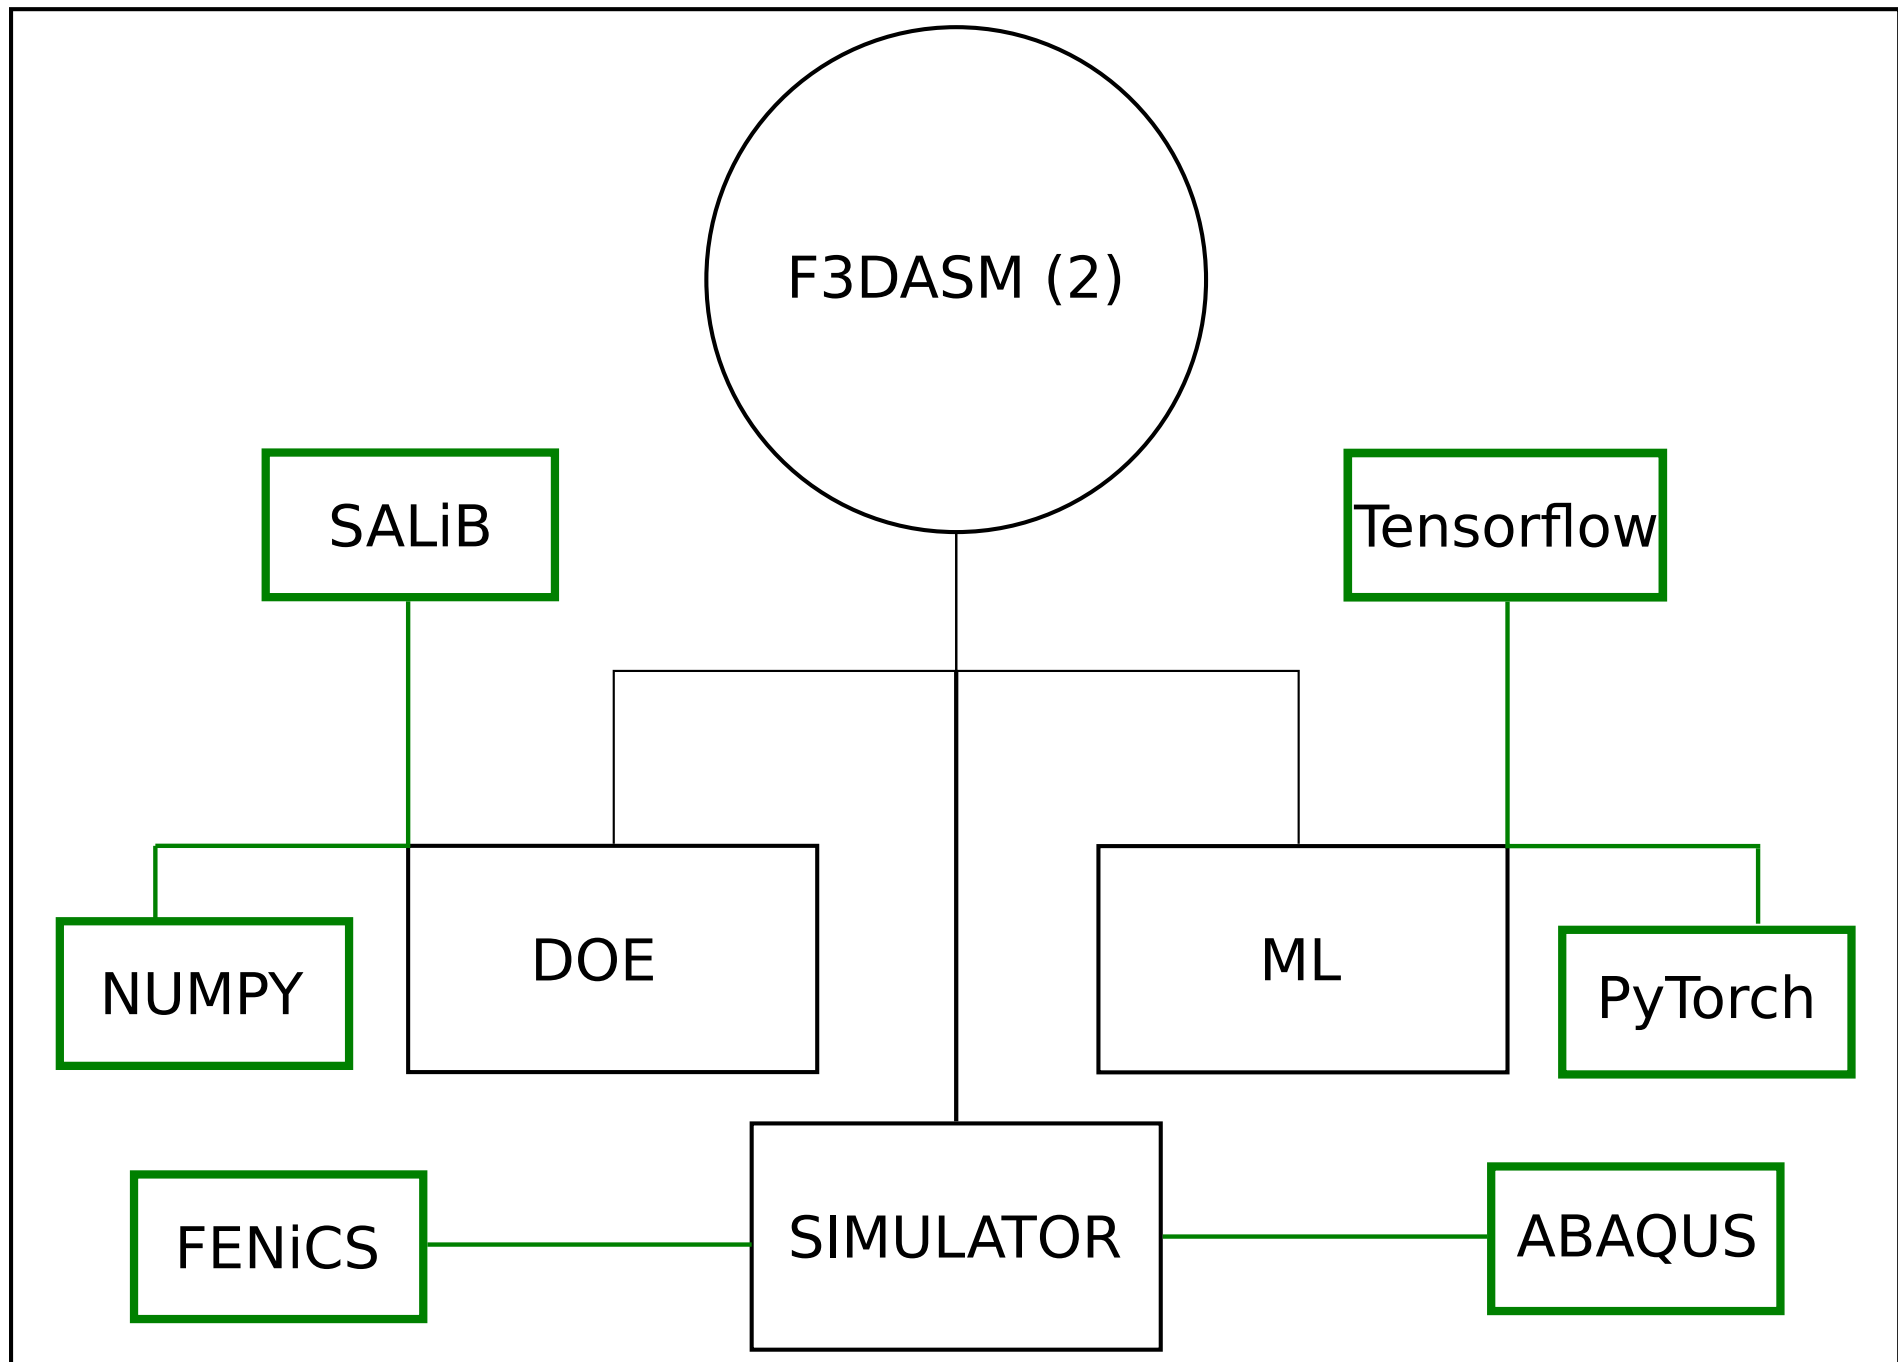 F3DASM (2)
SALiB
Tensorflow
DOE
ML
NUMPY
PyTorch
SIMULATOR
FENiCS
ABAQUS